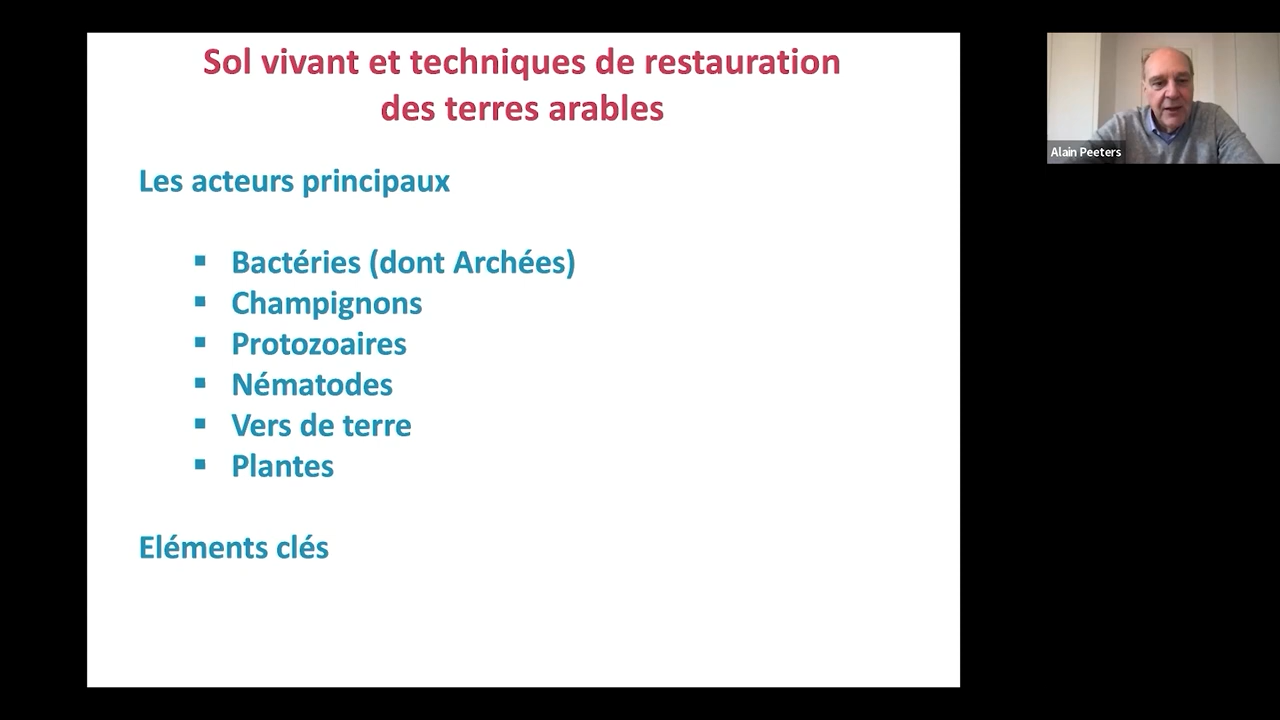 Sol vivant et techniques de restauration
des terres arables
Les acteurs principaux
▪ Bactéries (dont Archées)
▪ Champignons
▪ Protozoaires
▪ Nématodes
▪ Vers de terre
▪ Plantes
Eléments clés
Alain Peeters